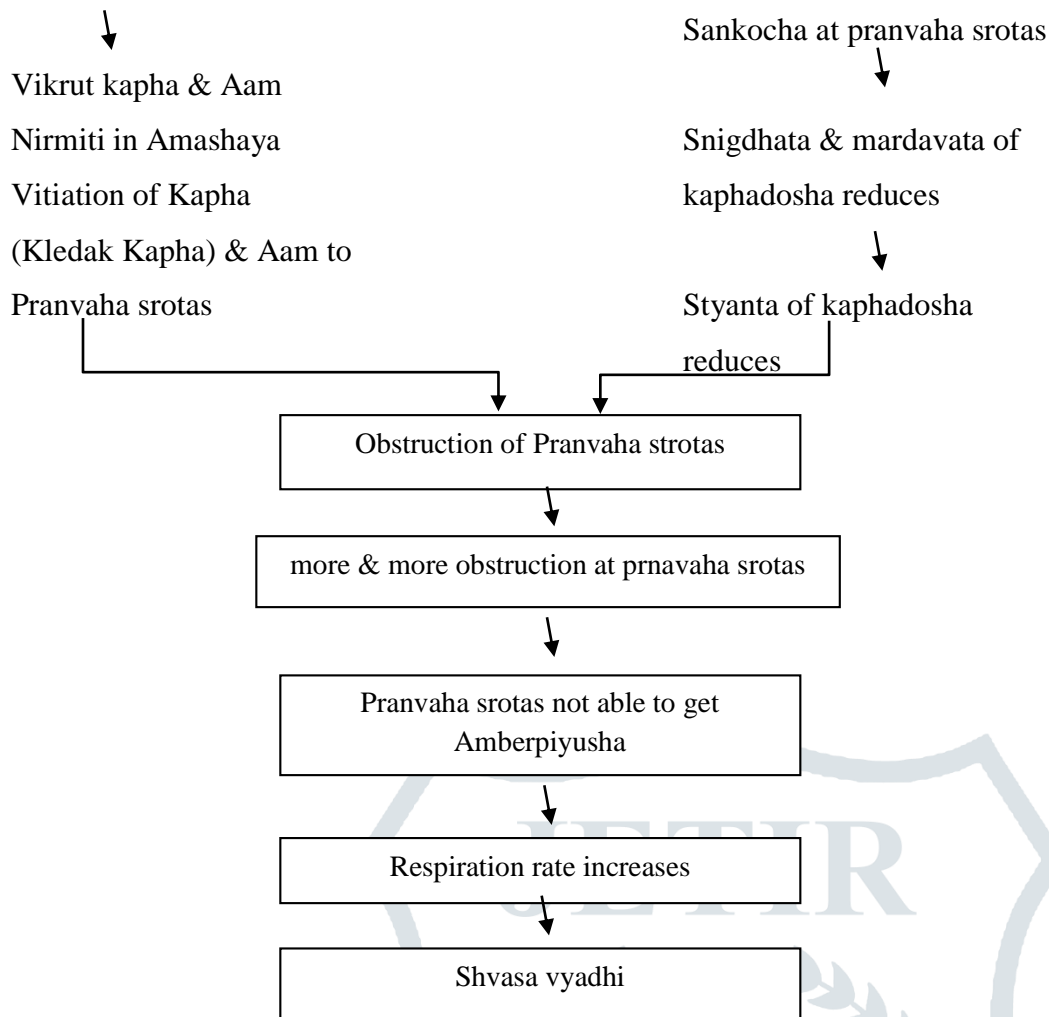 Vikrut kapha & Aam
Nirmiti in Amashaya
Vitiation of Kapha
(Kledak Kapha) & Aam to
Pranvaha srotas
Sankocha at pranvaha srotas
Snigdhata & mardavata of
kaphadosha reduces
Styanta of kaphadosha
reduces
Obstruction of Pranvaha strotas
more & more obstruction at prnavaha srotas
Pranvaha srotas not able to get
Amberpiyusha
Respiration rate increases
Shvasa vyadhi
JETIR